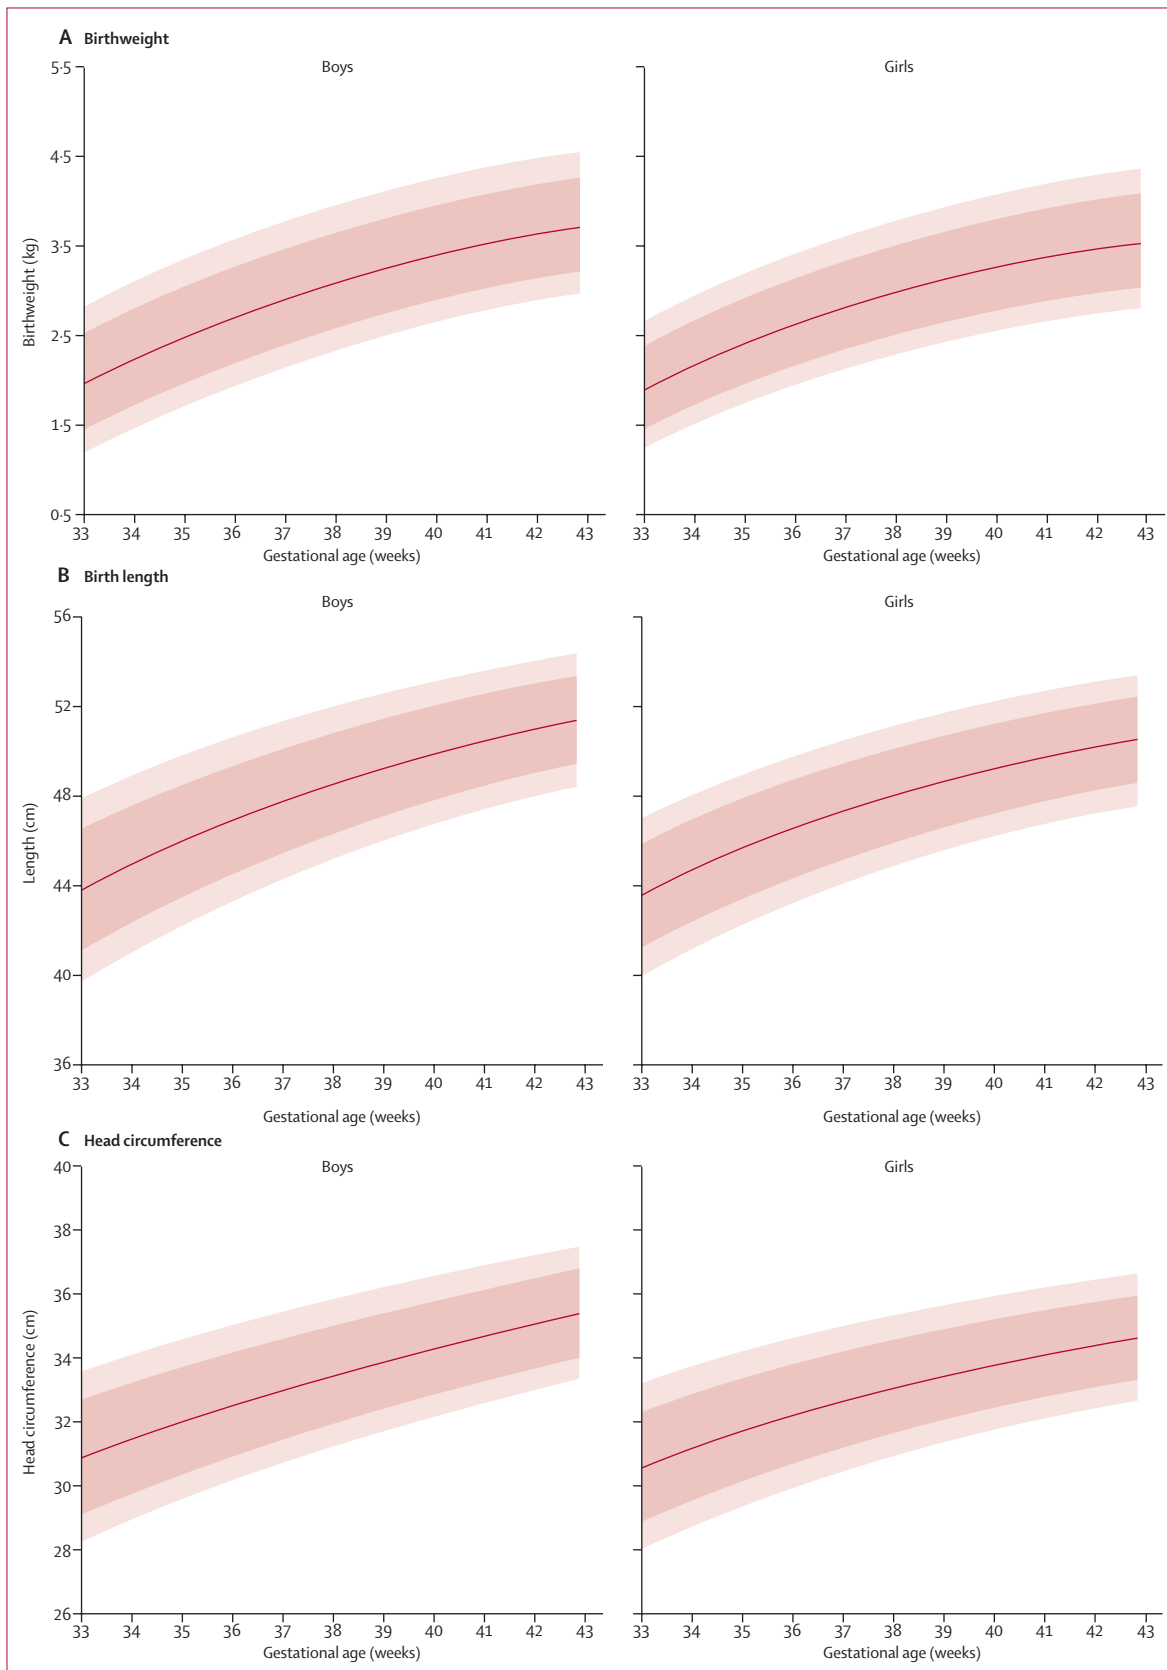 A Birthweight
Boys
Girls
Birthweight (kg)
5·5
4·5
3·5
2·5
1·5
0·5
33 34 35 36 37 38 39 40 41 42 43
33 34 35 36 37 38 39 40 41 42 43
Gestational age (weeks)
Gestational age (weeks)
B Birth length
Boys
Girls
Length (cm)
56
52
48
44
40
36
33 34 35 36 37 38 39 40 41 42 43
33 34 35 36 37 38 39 40 41 42 43
Gestational age (weeks)
Gestational age (weeks)
C Head circumference
Boys
Girls
Head circumference (cm)
40
38
36
34
32
30
28
26
33 34 35 36 37 38 39 40 41 42 43
33 34 35 36 37 38 39 40 41 42 43
Gestational age (weeks)
Gestational age (weeks)